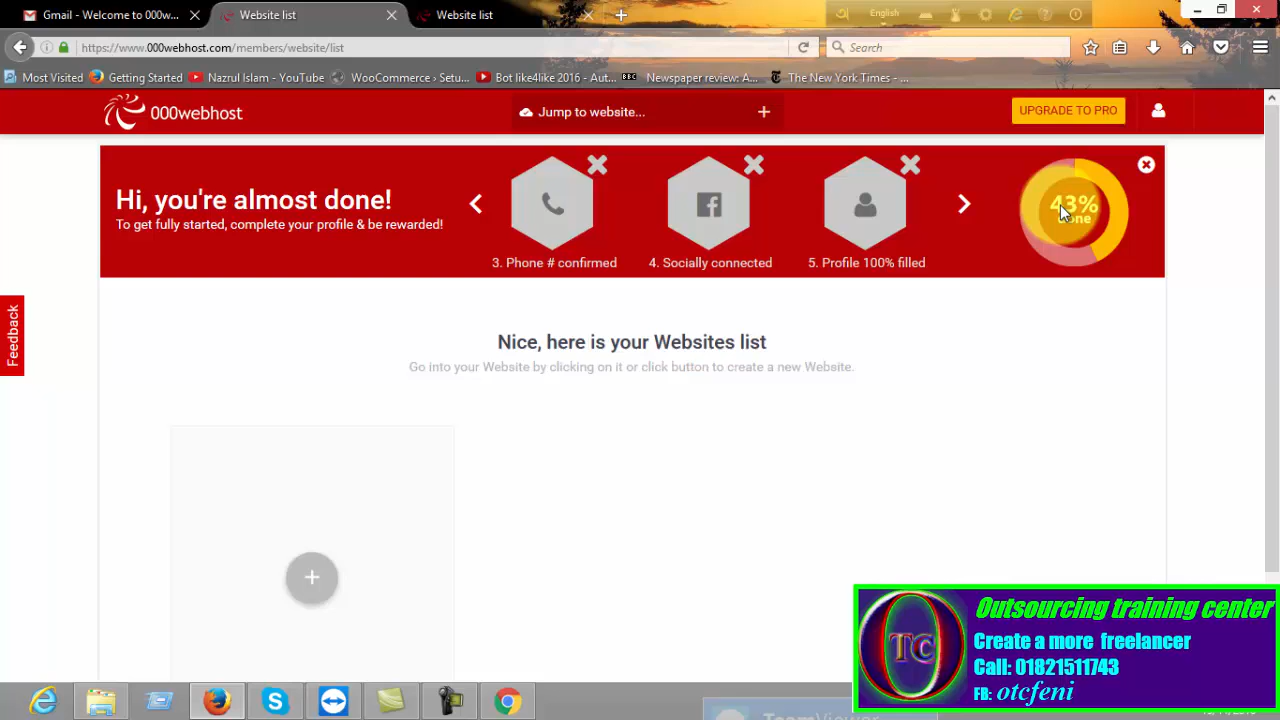 Gmail - Welcome to 000w...
Website list
Website list
English
https://www.000webhost.com/members/website/list
Search
Most Visited
Getting Started
Nazrul Islam - YouTube
WooCommerce › Setu...
Bot like4like 2016 - Aut...
BBC
Newspaper review: A...
The New York Times - ...
000webhost
Jump to website...
UPGRADE TO PRO
Hi, you're almost done!
To get fully started, complete your profile & be rewarded!
3. Phone # confirmed
4. Socially connected
5. Profile 100% filled
43%
Done
Feedback
Nice, here is your Websites list
Go into your Website by clicking on it or click button to create a new Website.
TC
Outsourcing training center
Create a more freelancer
Call: 01821511743
FB: otcfeni
TeamViewer